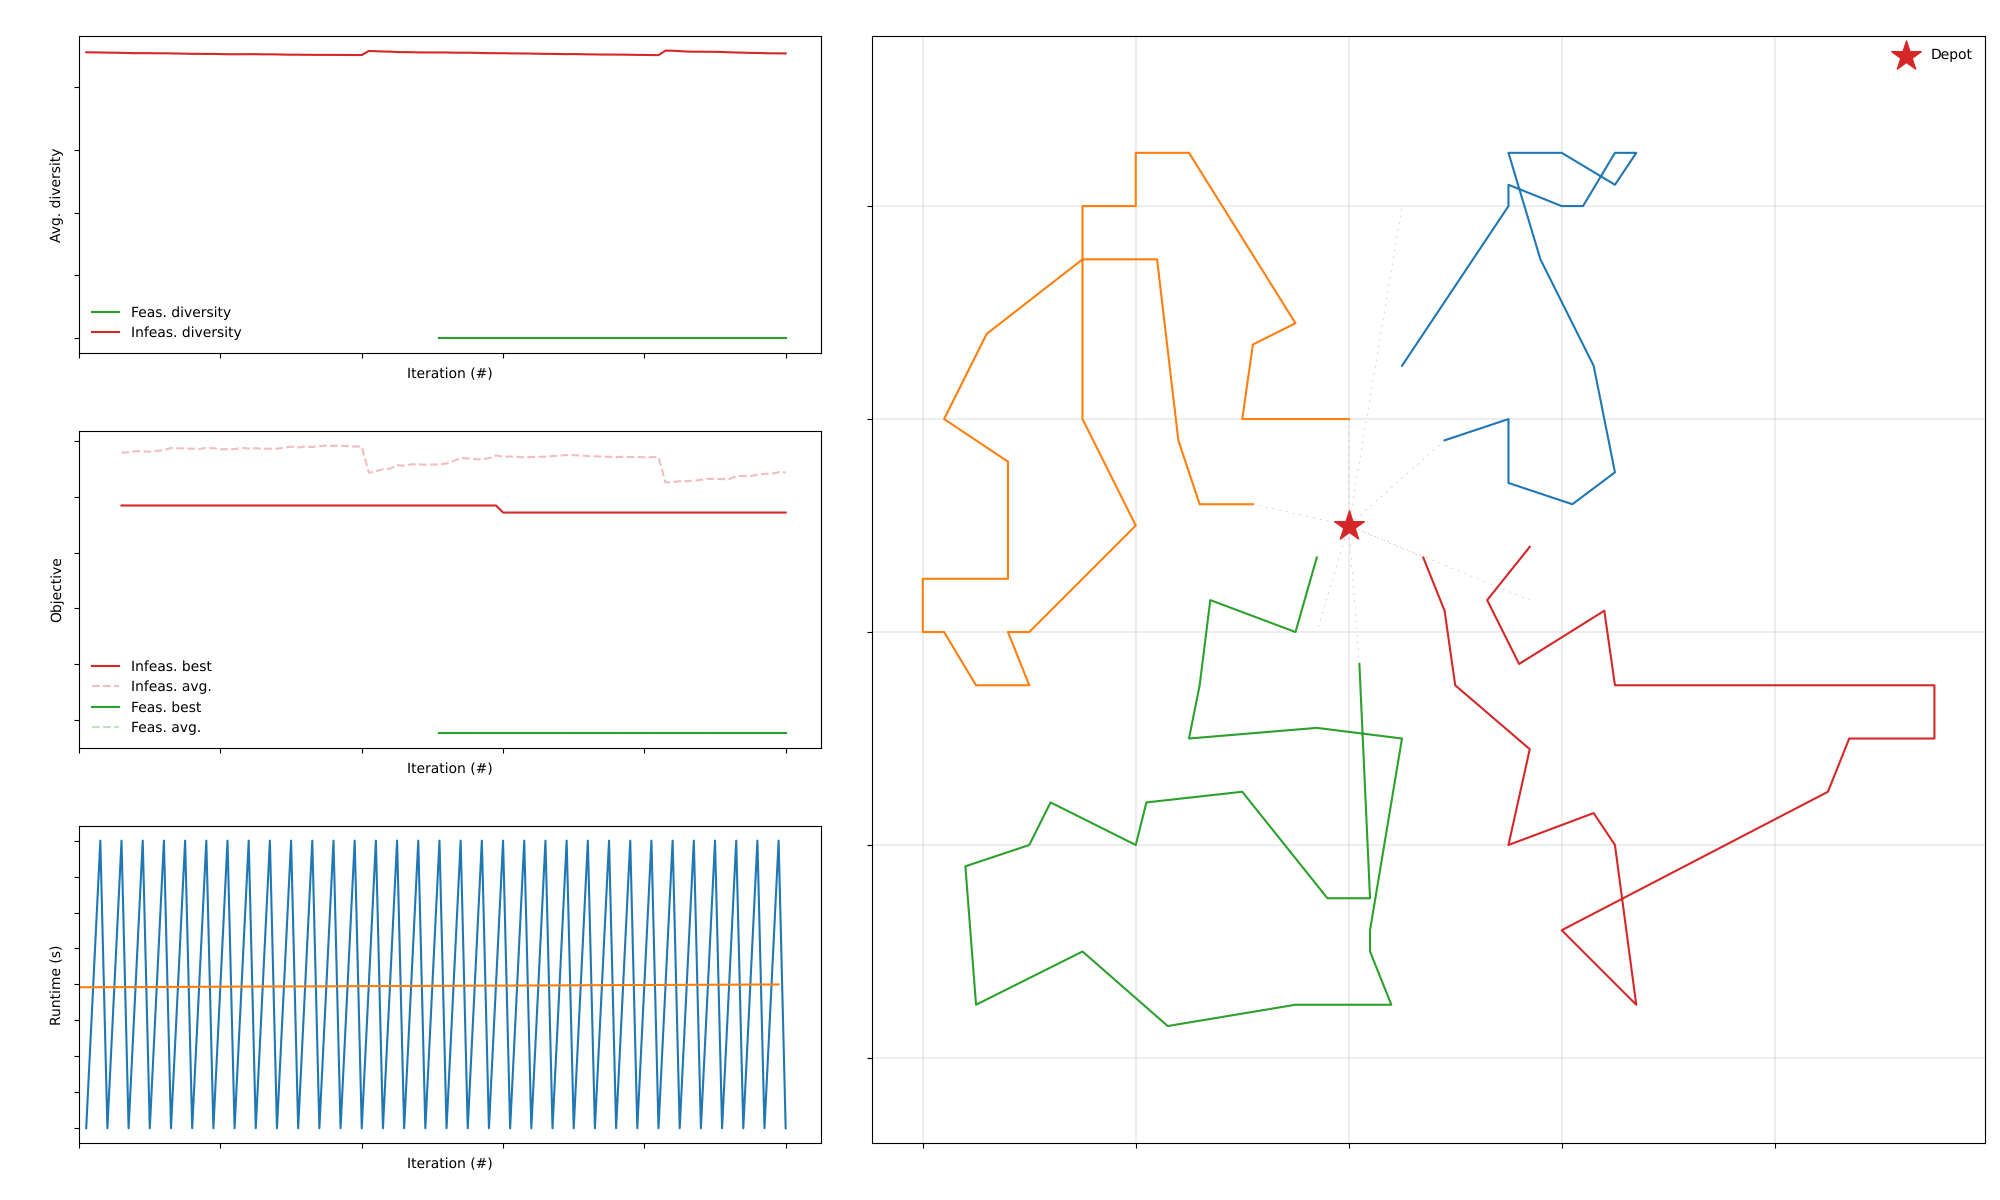 Avg. diversity
Feas. diversity
Infeas. diversity
Iteration (#)
Objective
Infeas. best
Infeas. avg.
Feas. best
Feas. avg.
Iteration (#)
Runtime (s)
Iteration (#)
Depot